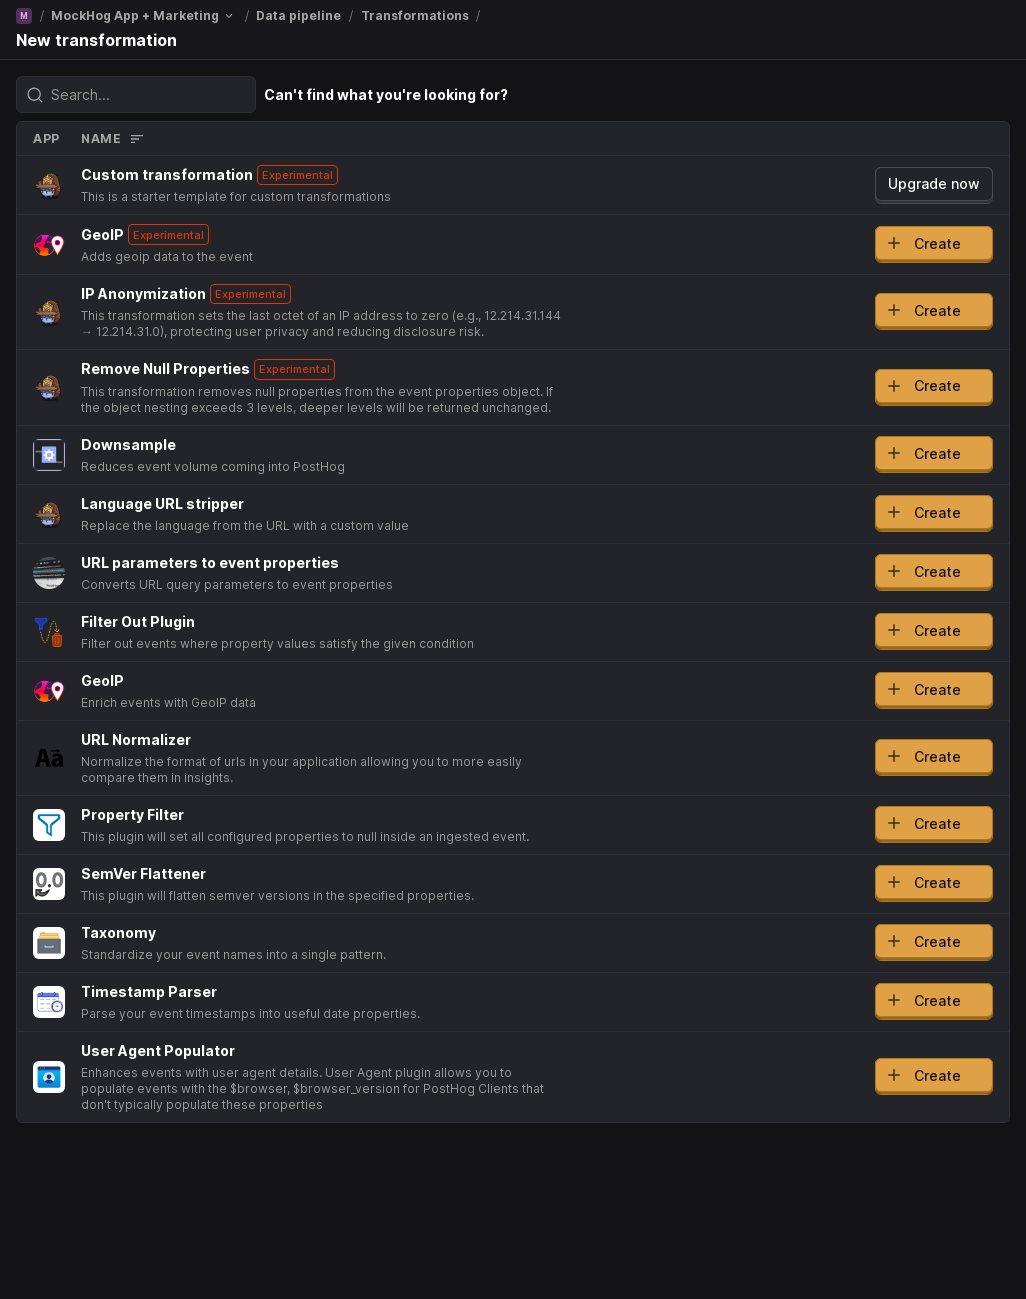 M / MockHog App + Marketing / Data pipeline / Transformations /
New transformation
Search... Can't find what you're looking for?
APP NAME
Custom transformation Experimental
This is a starter template for custom transformations
Upgrade now
GeoIP Experimental
Adds geoip data to the event
Create
IP Anonymization Experimental
This transformation sets the last octet of an IP address to zero (e.g., 12.214.31.144
→ 12.214.31.0), protecting user privacy and reducing disclosure risk.
Create
Remove Null Properties Experimental
This transformation removes null properties from the event properties object. If
the object nesting exceeds 3 levels, deeper levels will be returned unchanged.
Create
Downsample
Reduces event volume coming into PostHog
Create
Language URL stripper
Replace the language from the URL with a custom value
Create
URL parameters to event properties
Converts URL query parameters to event properties
Create
Filter Out Plugin
Filter out events where property values satisfy the given condition
Create
GeoIP
Enrich events with GeoIP data
Create
Aa
URL Normalizer
Normalize the format of urls in your application allowing you to more easily
compare them in insights.
Create
Property Filter
This plugin will set all configured properties to null inside an ingested event.
Create
0.0
SemVer Flattener
This plugin will flatten semver versions in the specified properties.
Create
Taxonomy
Standardize your event names into a single pattern.
Create
Timestamp Parser
Parse your event timestamps into useful date properties.
Create
User Agent Populator
Enhances events with user agent details. User Agent plugin allows you to
populate events with the $browser, $browser_version for PostHog Clients that
don't typically populate these properties
Create